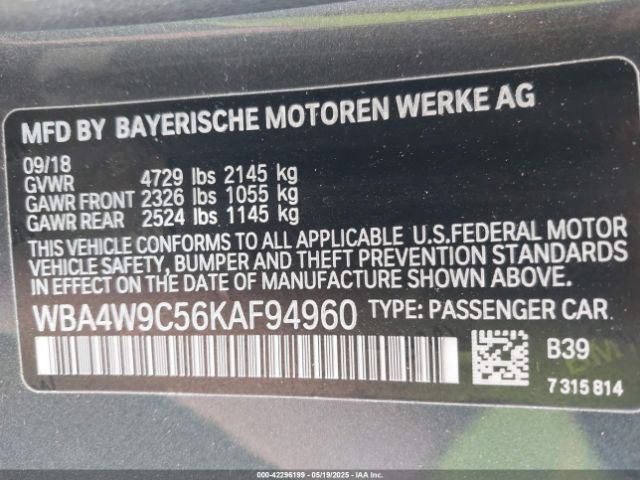 MFD BY BAYERISCHE MOTOREN WERKE AG
09/18
GVWR 4729 lbs 2145 kg
GAWR FRONT 2326 lbs 1055 kg
GAWR REAR 2524 lbs 1145 kg
THIS VEHICLE CONFORMS TO ALL APPLICABLE U.S.FEDERAL MOTOR
VEHICLE SAFETY, BUMPER AND THEFT PREVENTION STANDARDS
IN EFFECT ON THE DATE OF MANUFACTURE SHOWN ABOVE.
WBA4W9C56KAF94960 TYPE: PASSENGER CAR
B39
7 315 814
000-42296199 - 05/19/2025 - IAA Inc.